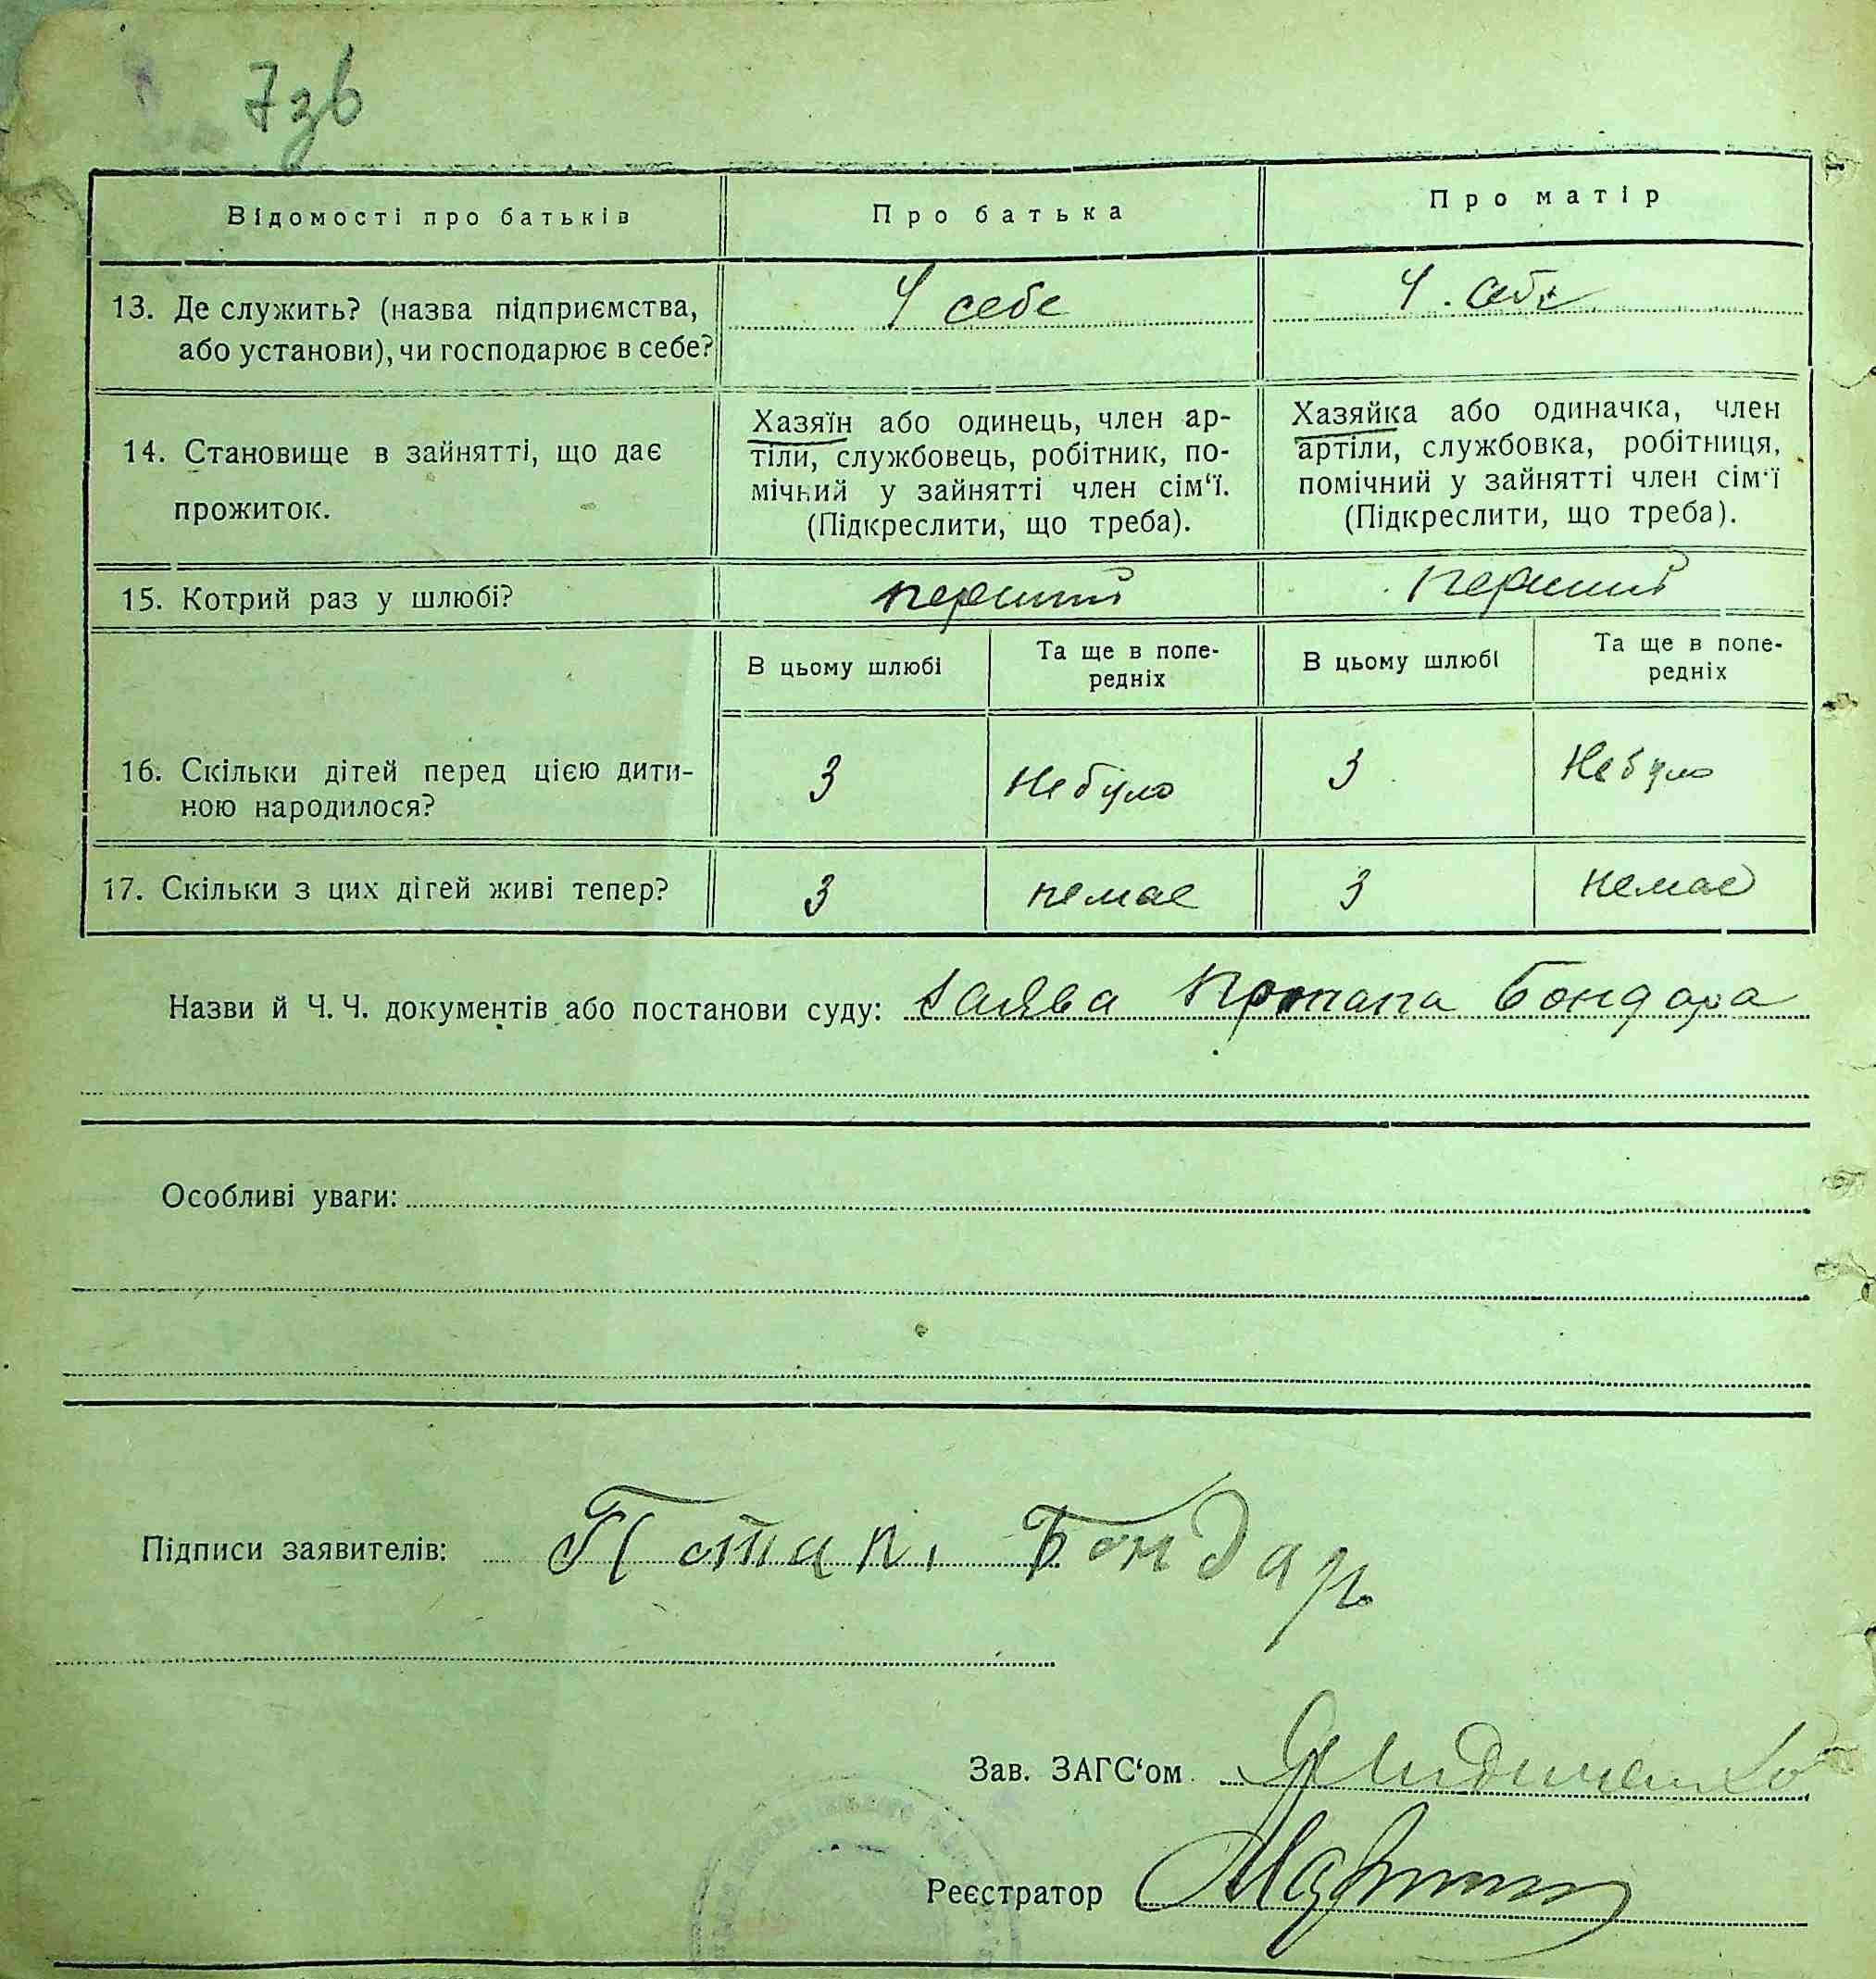 7зв
Відомості про батьків
Про батька
Про матір
13. Де служить? (назва підприємства,
або установи), чи господарює в себе?
У себе
У себе
14. Становище в зайнятті, що дає
прожиток.
Хазяїн або одинець, член ар-
тіли, службовець, робітник, по-
мічний у зайнятті член сім‘ї.
(Підкреслити, що треба).
Хазяйка або одиначка, член
артіли, службовка, робітниця,
помічний у зайнятті член сім‘ї
(Підкреслити, що треба).
15. Котрий раз у шлюбі?
перший
перший
В цьому шлюбі
Та ще в попе-
редніх
В цьому шлюбі
Та ще в попе-
редніх
16. Скільки дітей перед цією дити-
ною народилося?
3
Не було
3
Не було
17. Скільки з цих дітей живі тепер?
3
немає
3
немає
Назви й Ч. Ч. документів або постанови суду: Заява Потапа Бондара
Особливі уваги:
Підписи заявителів: Потап. Бондар
Зав. ЗАГС‘ом
Реєстратор